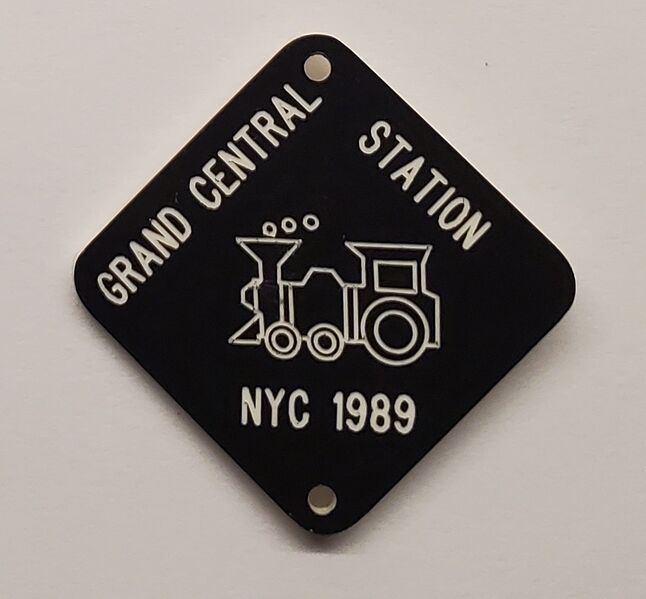 GRAND CENTRAL
STATION
NYC 1989